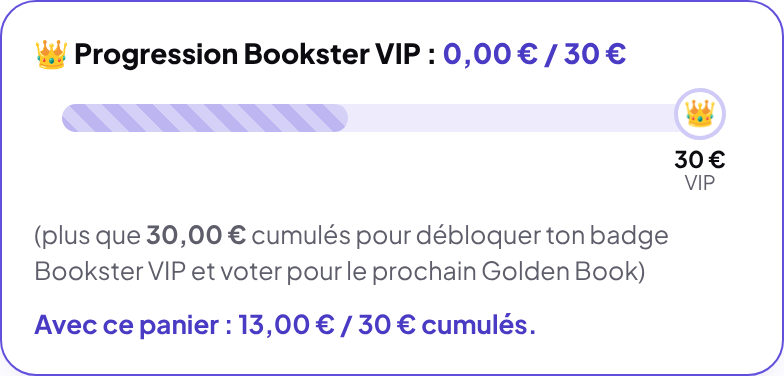 Progression Bookster VIP : 0,00 € / 30 €
30 €
VIP
(plus que 30,00 € cumulés pour débloquer ton badge
Bookster VIP et voter pour le prochain Golden Book)
Avec ce panier : 13,00 € / 30 € cumulés.